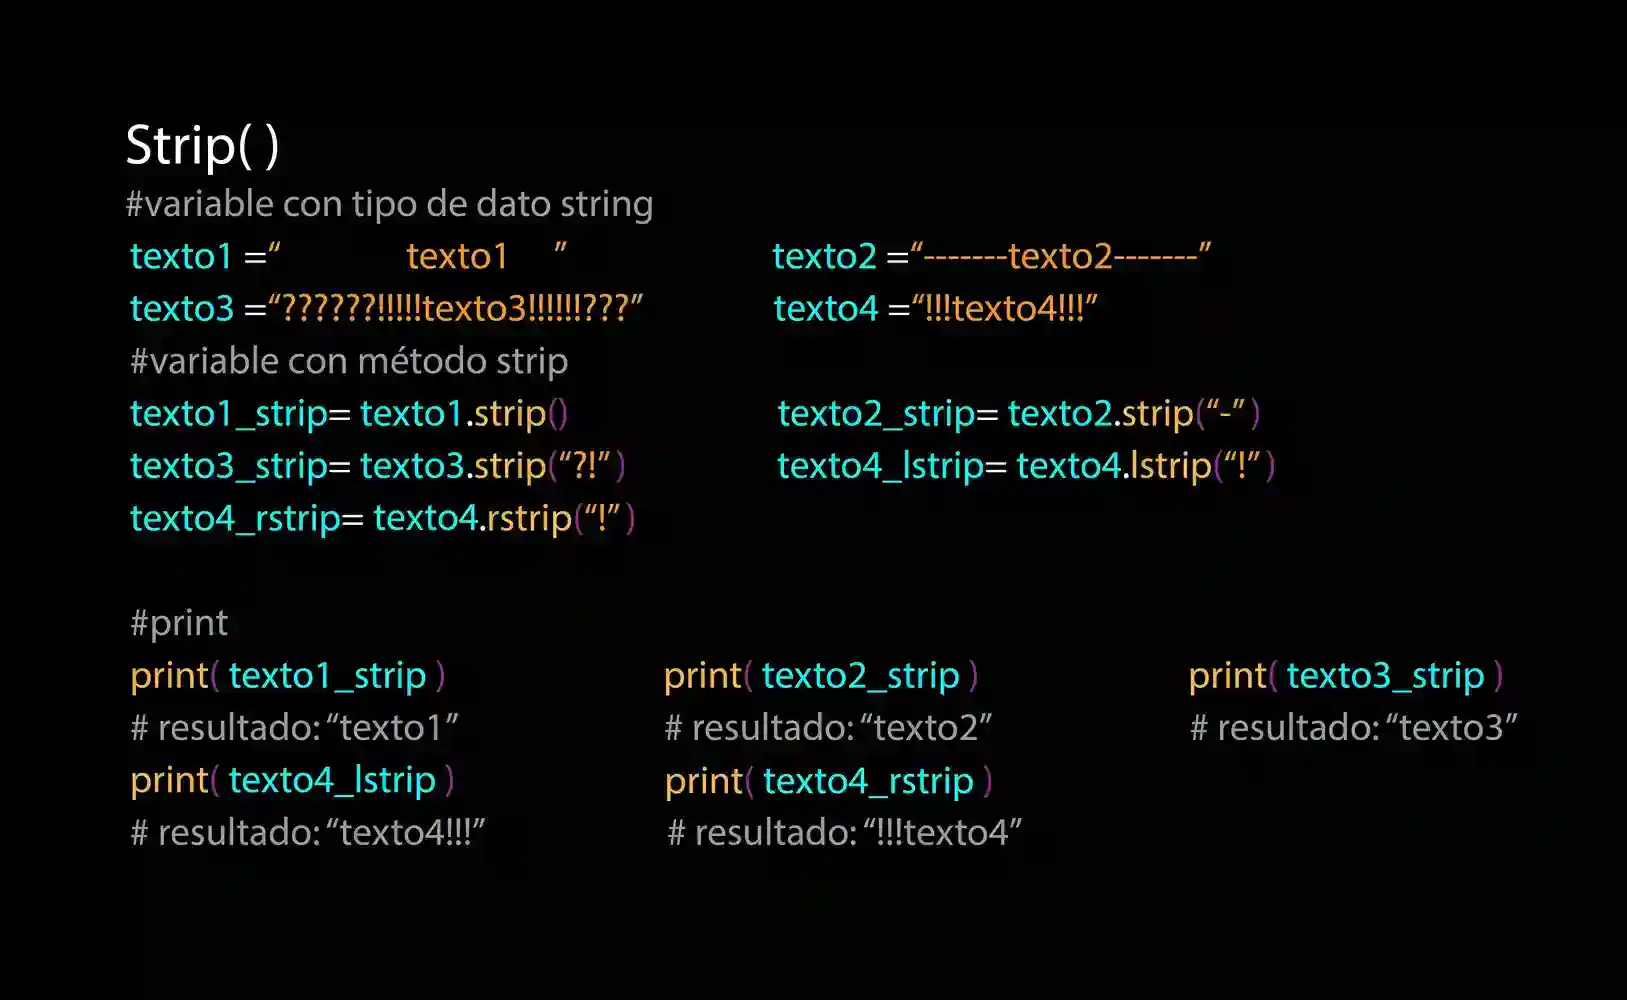 Strip( )
#variable con tipo de dato string
texto1 =“ texto1 ” texto2 =“-------texto2-------”
texto3 =“??????!!!!!texto3!!!!!!???” texto4 =“!!!texto4!!!”
#variable con método strip
texto1_strip= texto1.strip() texto2_strip= texto2.strip(“-” )
texto3_strip= texto3.strip(“?!” ) texto4_lstrip= texto4.lstrip(“!” )
texto4_rstrip= texto4.rstrip(“!” )
#print
print( texto1_strip ) print( texto2_strip ) print( texto3_strip )
# resultado: “texto1” # resultado: “texto2” # resultado: “texto3”
print( texto4_lstrip ) print( texto4_rstrip )
# resultado: “texto4!!!” # resultado: “!!!texto4”